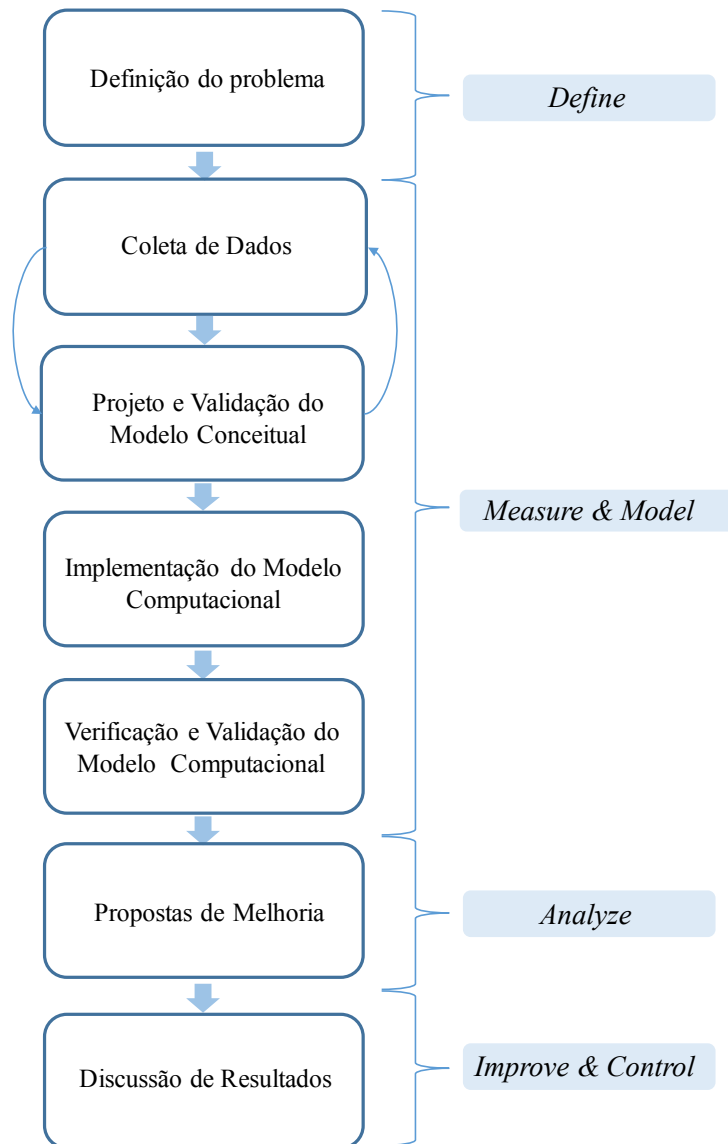 Definição do problema
Define
Coleta de Dados
Projeto e Validação do
Modelo Conceitual
Measure & Model
Implementação do Modelo
Computacional
Verificação e Validação do
Modelo Computacional
Propostas de Melhoria
Analyze
Discussão de Resultados
Improve & Control